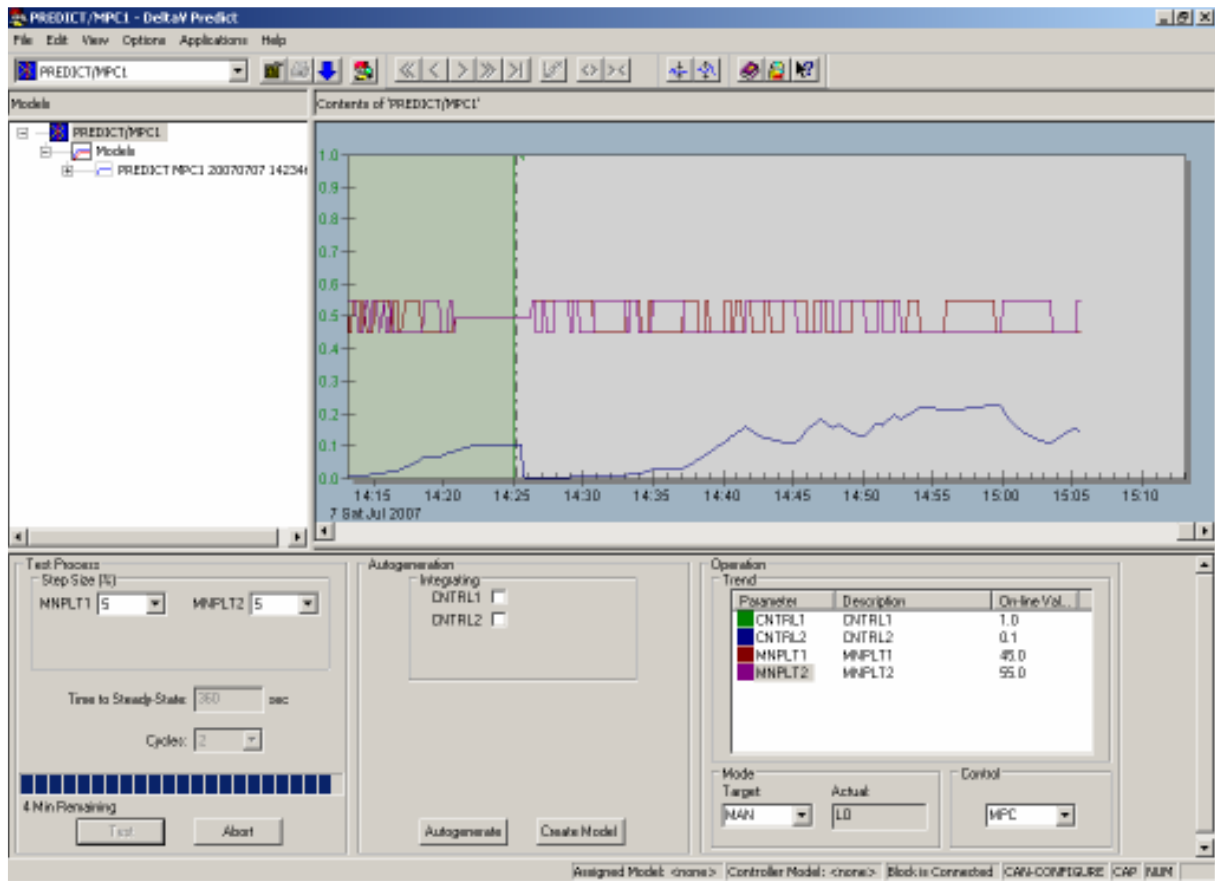 PREDICT/MPC1 - DeltaV Predict
File Edit View Options Applications Help
PREDICT/MPC1
Models
Contents of 'PREDICT/MPC1'
PREDICT/MPC1
Models
PREDICT MPC1 20070707 14234
1.0
0.9
0.8
0.7
0.6
0.5
0.4
0.3
0.2
0.1
0.0
14:15 14:20 14:25 14:30 14:35 14:40 14:45 14:50 14:55 15:00 15:05 15:10
7 Sat Jul 2007
Test Process
Step Size (%)
MNPLT1 5 MNPLT2 5
Time to Steady-State: 360 sec
Cycles: 2
4 Min Remaining
Test Abort
Autogeneration
Integrating
CNTRL1
CNTRL2
Autogenerate Create Model
Operation
Trend
Parameter Description On-line Val...
CNTRL1 CNTRL1 1.0
CNTRL2 CNTRL2 0.1
MNPLT1 MNPLT1 45.0
MNPLT2 MNPLT2 55.0
Mode
Target: Actual:
MAN LO
Control
MPC
Assigned Model: <none> Controller Model: <none> Block is Connected CAN-CONFIGURE CAP NUM